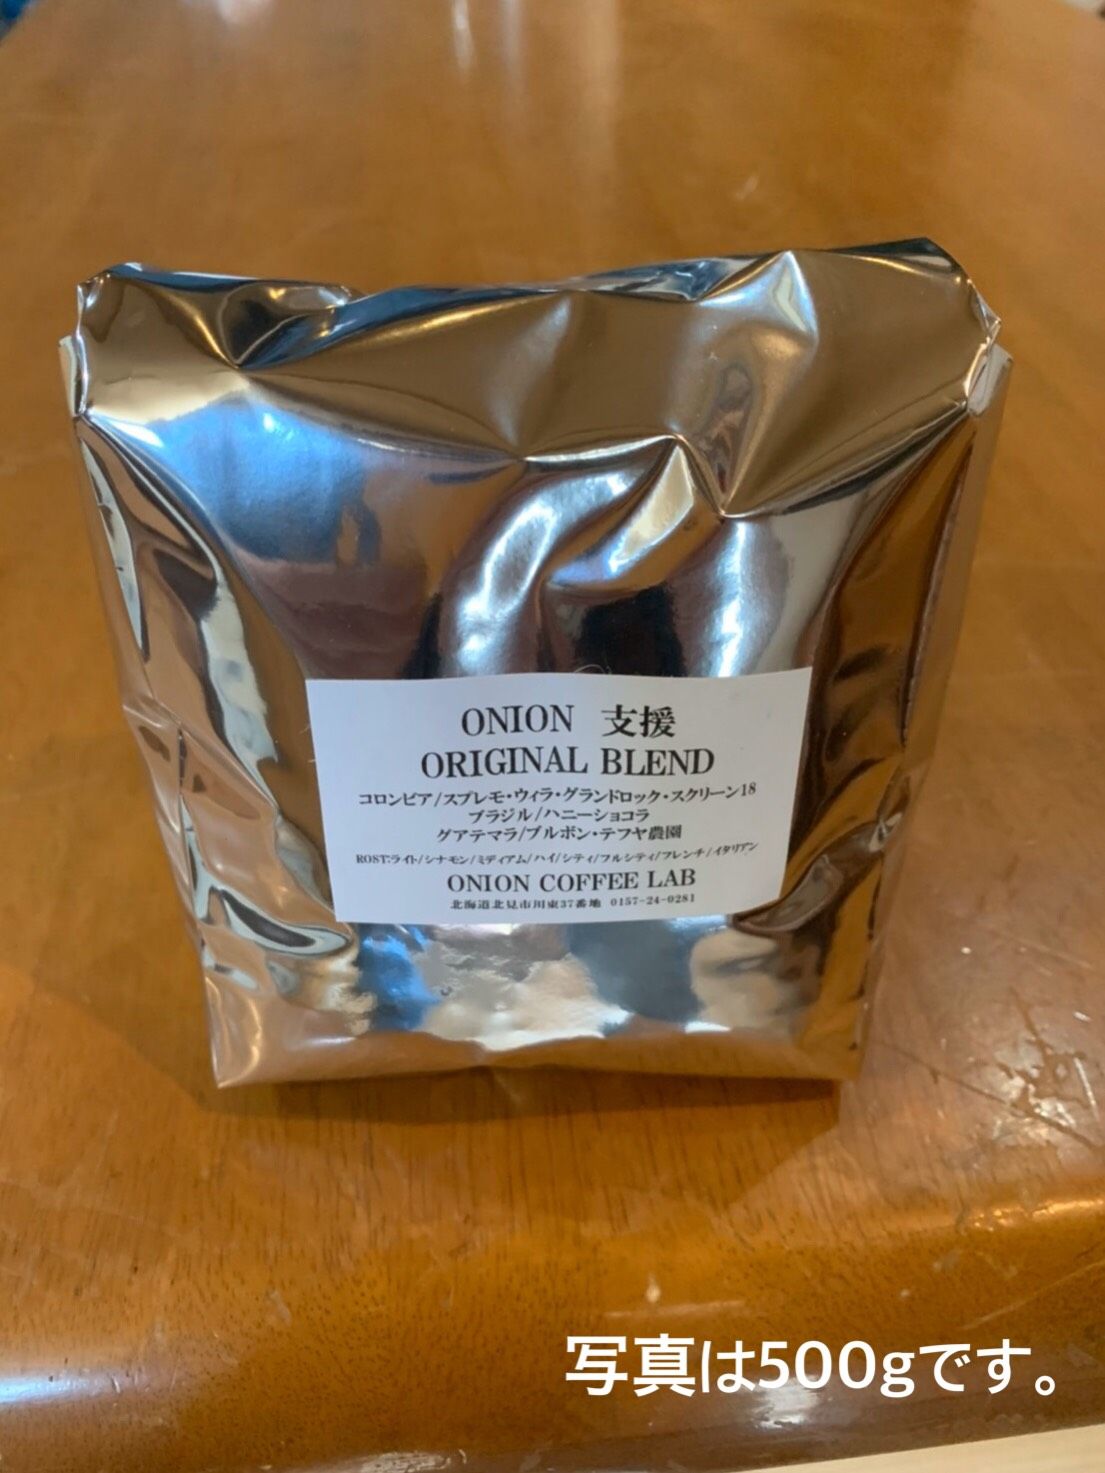 ONION 支援
ORIGINAL BLEND
コロンビア/スプレモ・ウィラ・グランドロック・スクリーン18
ブラジル/ハニーショコラ
グアテマラ/ブルボン・テフヤ農園
ROST:ライト/シナモン/ミディアム/ハイ/シティ/フルシティ/フレンチ/イタリアン
ONION COFFEE LAB
北海道北見市川東37番地 0157-24-0281
写真は500gです。